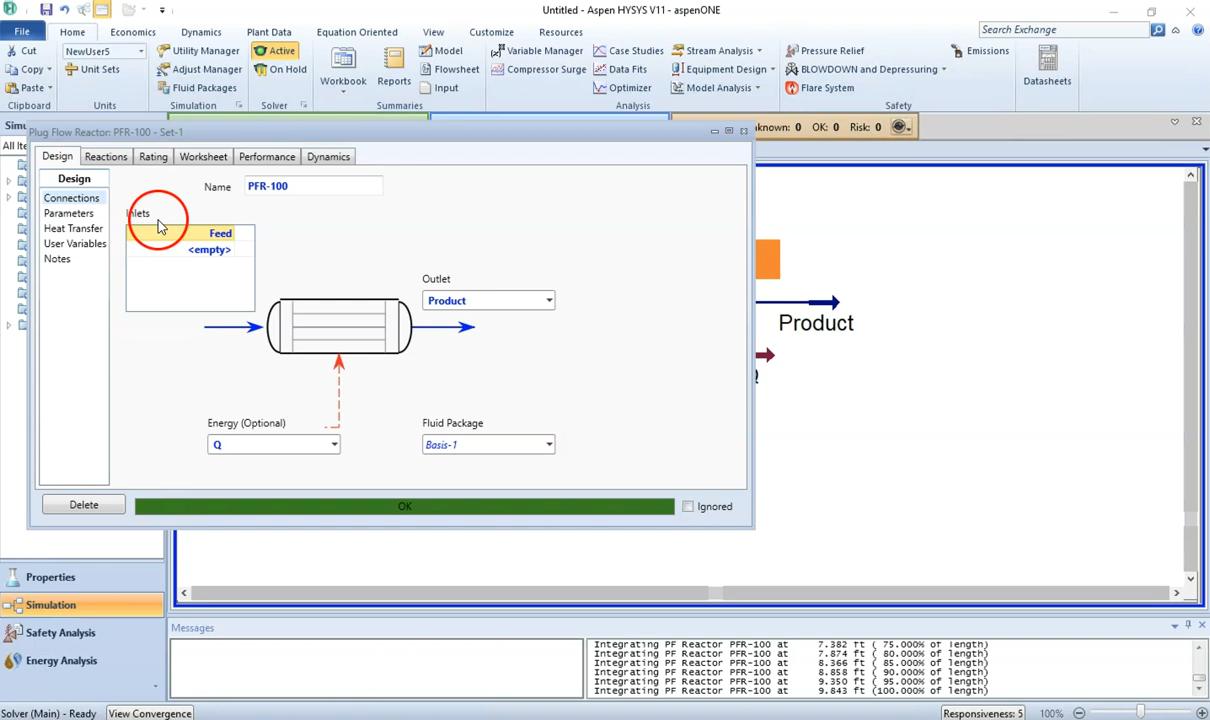 Untitled - Aspen HYSYS V11 - aspenONE
File Home Economics Dynamics Plant Data Equation Oriented View Customize Resources Search Exchange
Cut NewUser5 Utility Manager Active Model Variable Manager Case Studies Stream Analysis Pressure Relief Emissions
Copy Unit Sets Adjust Manager On Hold Workbook Reports Flowsheet Compressor Surge Data Fits Equipment Design BLOWDOWN and Depressuring Datasheets
Paste Fluid Packages Input Optimizer Model Analysis Flare System
Clipboard Units Simulation Solver Summaries Analysis Safety
nknown: 0 OK: 0 Risk: 0
Plug Flow Reactor: PFR-100 - Set-1
All Ite
Design Reactions Rating Worksheet Performance Dynamics
Design
Connections
Parameters
Heat Transfer
User Variables
Notes
Name PFR-100
Inlets
Feed
<empty>
Outlet
Product
Energy (Optional)
Q
Fluid Package
Basis-1
Delete OK Ignored
Product
Properties
Simulation
Safety Analysis
Energy Analysis
Messages
Integrating PF Reactor PFR-100 at 7.382 ft ( 75.000% of length)
Integrating PF Reactor PFR-100 at 7.874 ft ( 80.000% of length)
Integrating PF Reactor PFR-100 at 8.366 ft ( 85.000% of length)
Integrating PF Reactor PFR-100 at 8.858 ft ( 90.000% of length)
Integrating PF Reactor PFR-100 at 9.350 ft ( 95.000% of length)
Integrating PF Reactor PFR-100 at 9.843 ft (100.000% of length)
Solver (Main) - Ready View Convergence Responsiveness: 5 100%